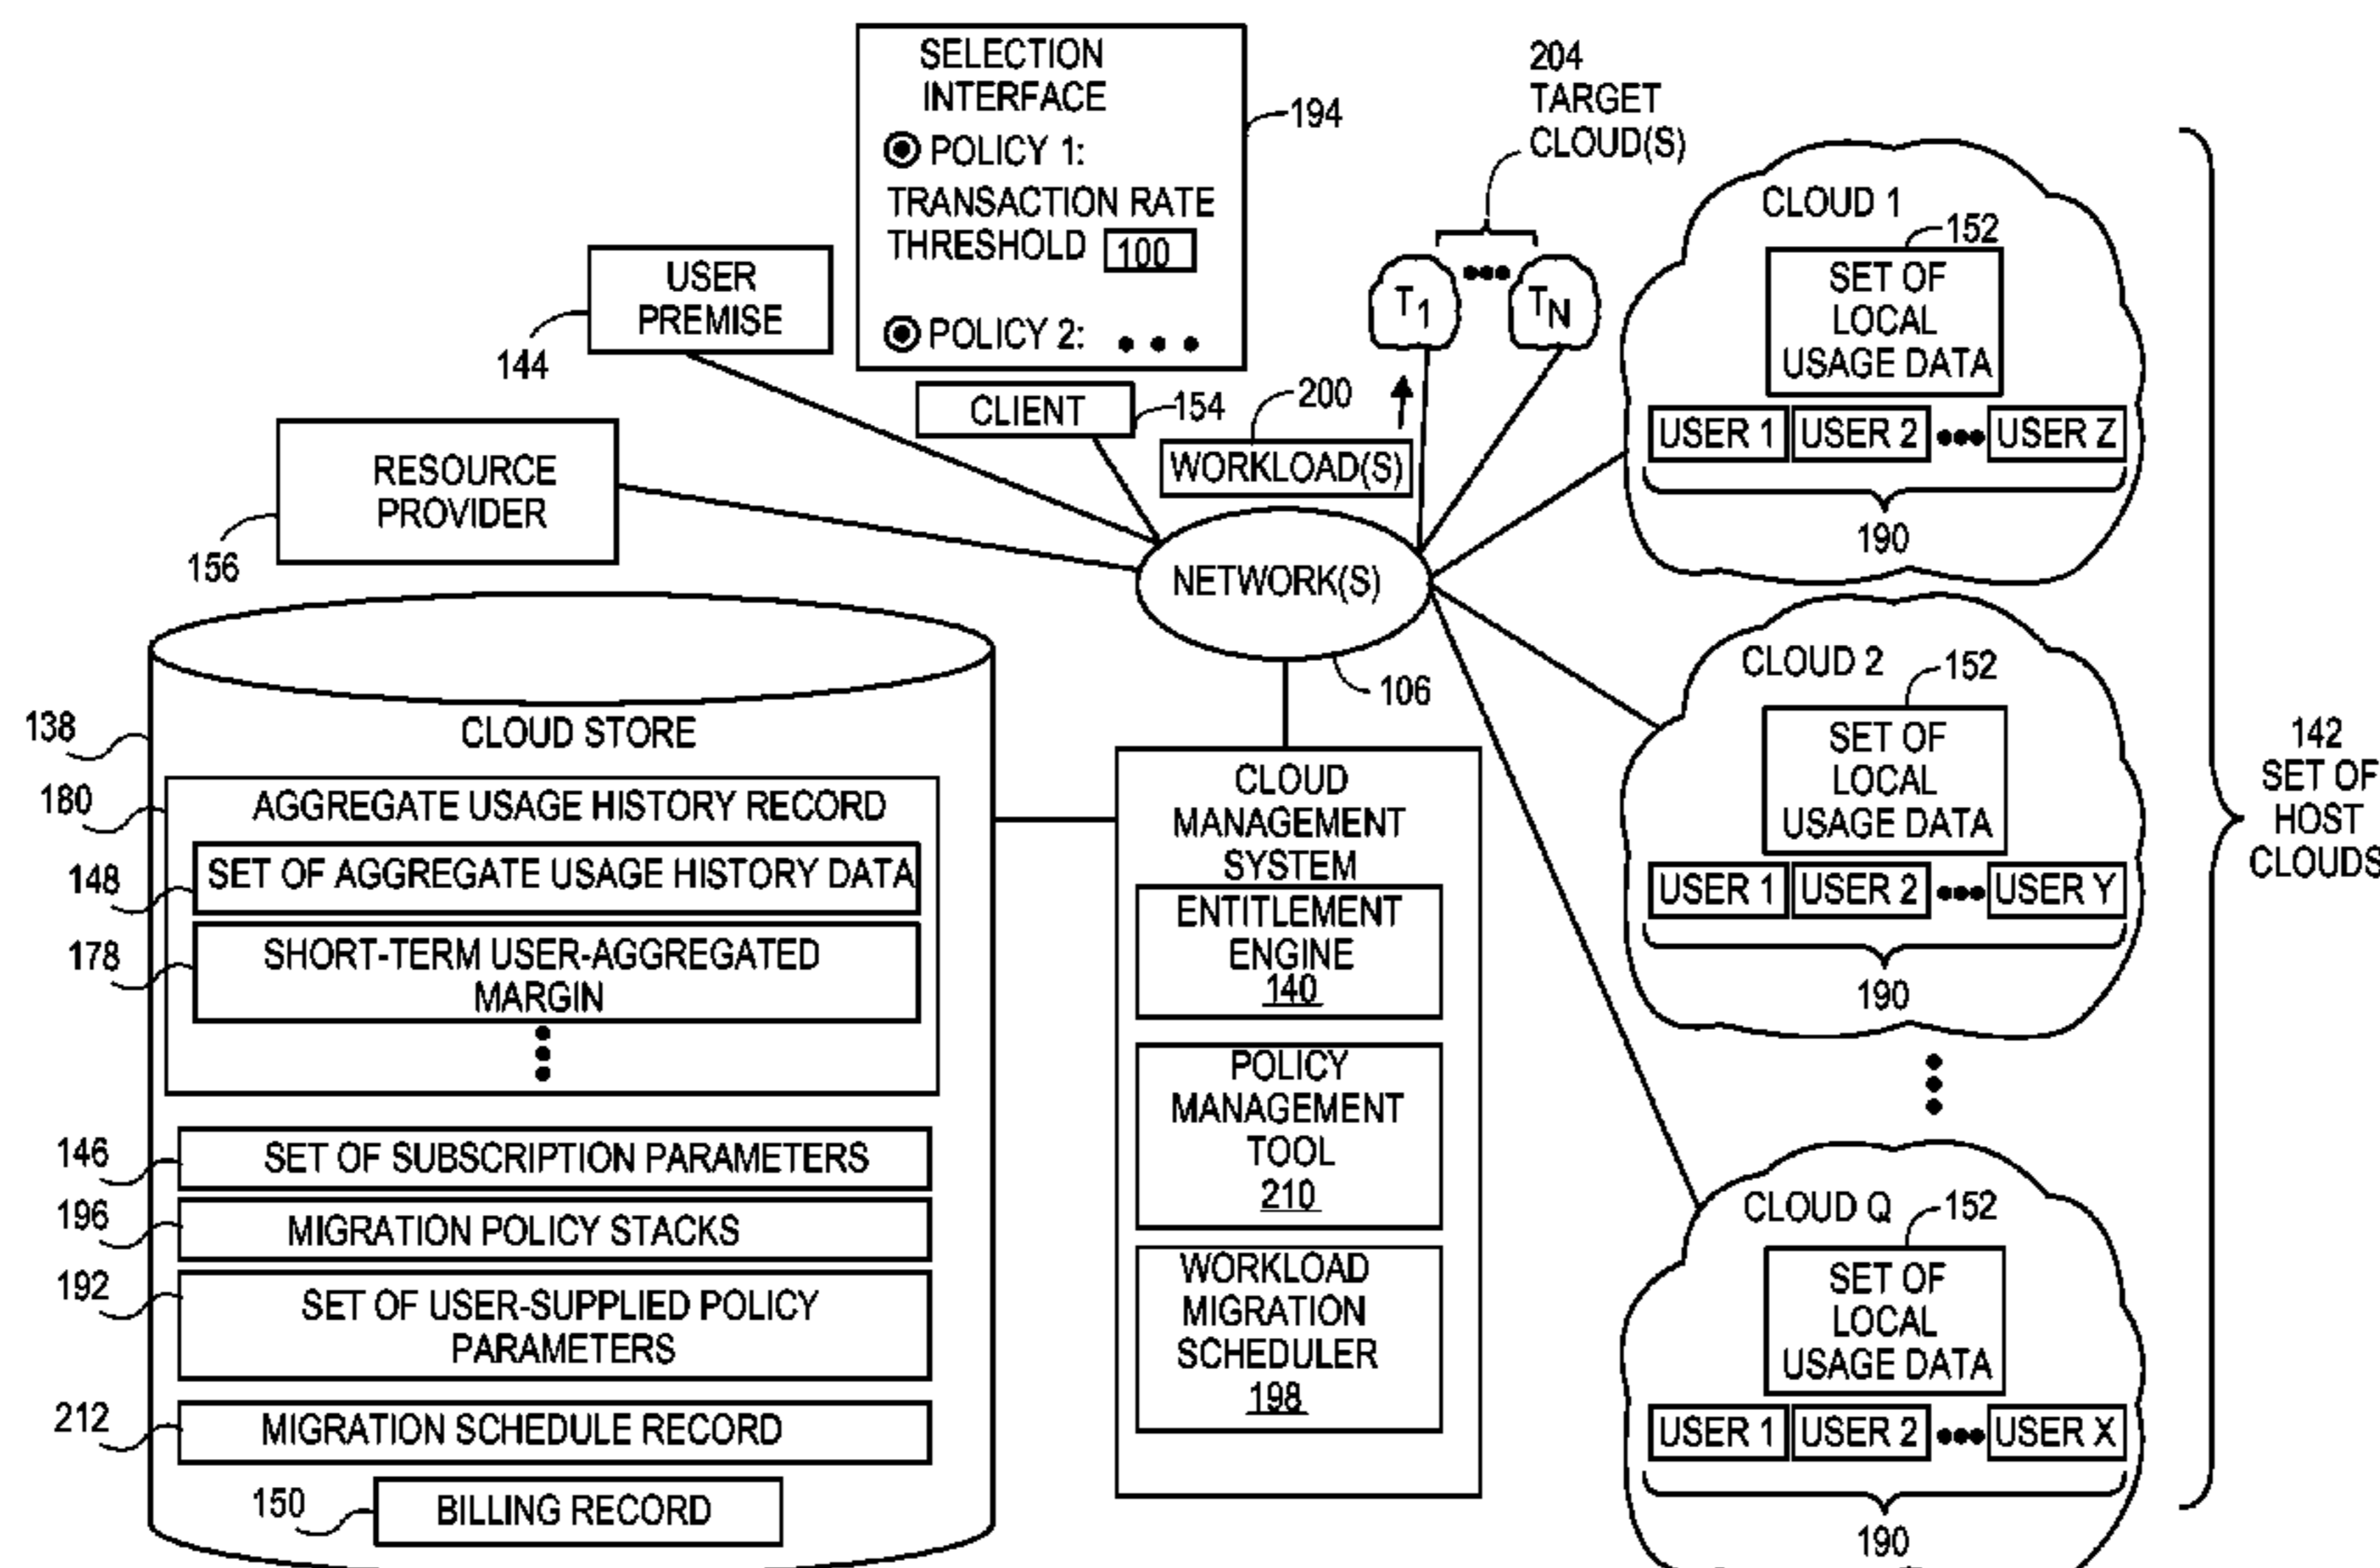 SELECTION
INTERFACE
POLICY 1:
TRANSACTION RATE
THRESHOLD 100
POLICY 2: • • •
194
204
TARGET
CLOUD(S)
T1 ••• TN
USER
PREMISE
144
CLIENT
154
200
WORKLOAD(S)
RESOURCE
PROVIDER
156
NETWORK(S)
106
138
CLOUD STORE
180
AGGREGATE USAGE HISTORY RECORD
148
SET OF AGGREGATE USAGE HISTORY DATA
178
SHORT-TERM USER-AGGREGATED
MARGIN
146
SET OF SUBSCRIPTION PARAMETERS
196
MIGRATION POLICY STACKS
192
SET OF USER-SUPPLIED POLICY
PARAMETERS
212
MIGRATION SCHEDULE RECORD
150
BILLING RECORD
CLOUD
MANAGEMENT
SYSTEM
ENTITLEMENT
ENGINE
140
POLICY
MANAGEMENT
TOOL
210
WORKLOAD
MIGRATION
SCHEDULER
198
CLOUD 1
152
SET OF
LOCAL
USAGE DATA
USER 1 USER 2 ••• USER Z
190
CLOUD 2
152
SET OF
LOCAL
USAGE DATA
USER 1 USER 2 ••• USER Y
190
CLOUD Q
152
SET OF
LOCAL
USAGE DATA
USER 1 USER 2 ••• USER X
190
142
SET OF
HOST
CLOUDS